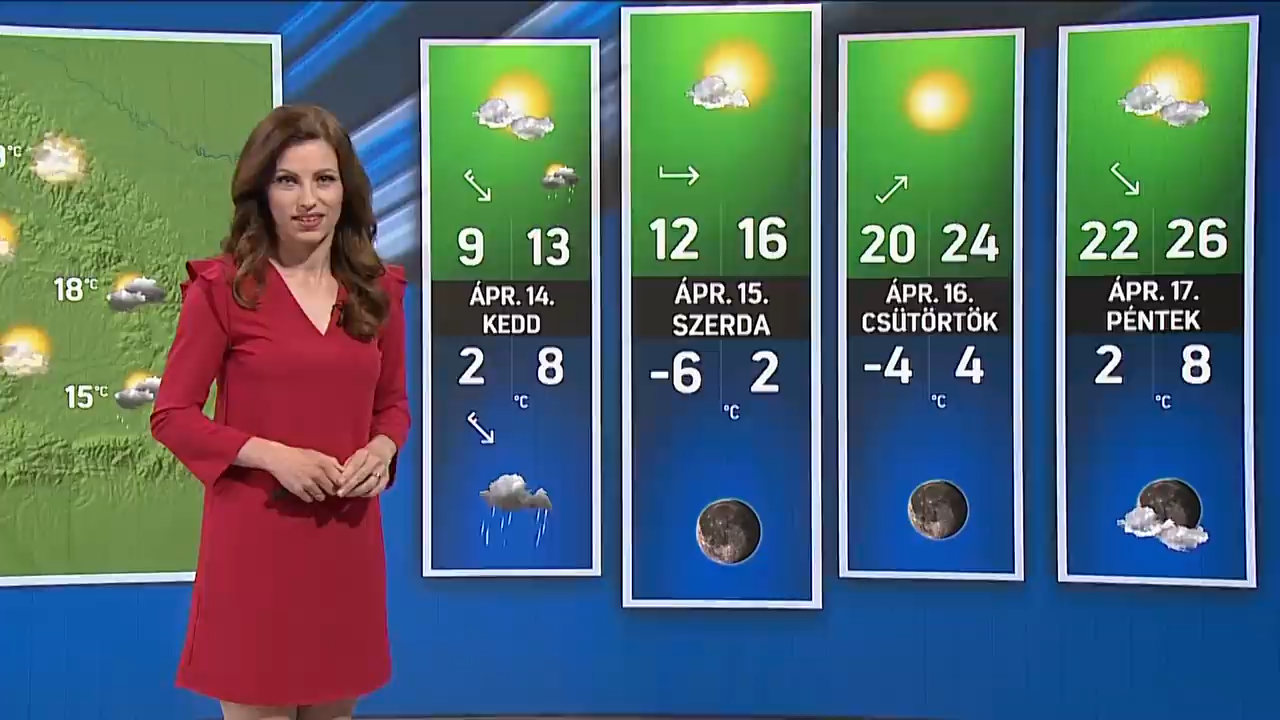 18°C
15°C
9 13
ÁPR. 14.
KEDD
2 8
°C
12 16
ÁPR. 15.
SZERDA
-6 2
°C
20 24
ÁPR. 16.
CSÜTÖRTÖK
-4 4
°C
22 26
ÁPR. 17.
PÉNTEK
2 8
°C